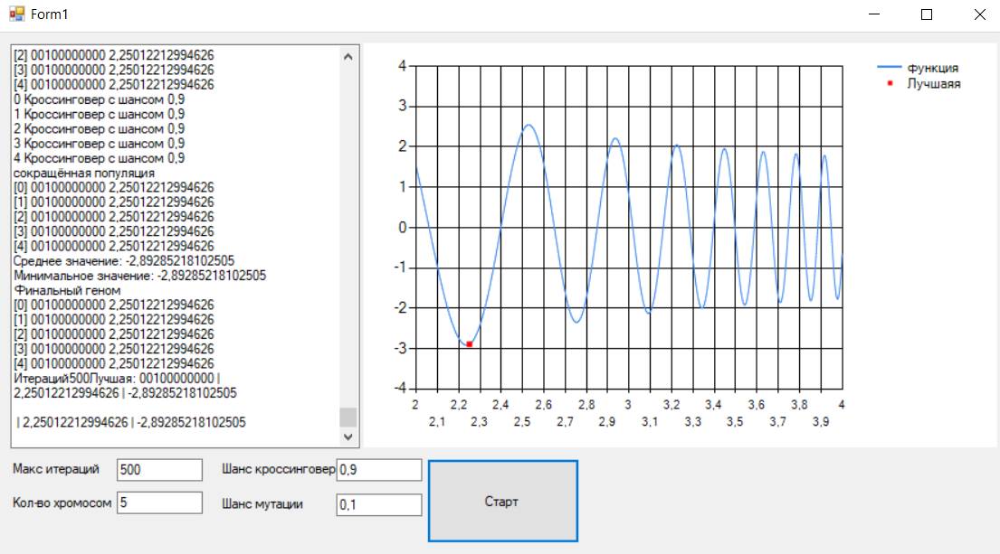 Form1
[2] 00100000000 2,25012212994626
[3] 00100000000 2,25012212994626
[4] 00100000000 2,25012212994626
0 Кроссинговер с шансом 0,9
1 Кроссинговер с шансом 0,9
2 Кроссинговер с шансом 0,9
3 Кроссинговер с шансом 0,9
4 Кроссинговер с шансом 0,9
сокращённая популяция
[0] 00100000000 2,25012212994626
[1] 00100000000 2,25012212994626
[2] 00100000000 2,25012212994626
[3] 00100000000 2,25012212994626
[4] 00100000000 2,25012212994626
Среднее значение: -2,89285218102505
Минимальное значение: -2,89285218102505
Финальный геном
[0] 00100000000 2,25012212994626
[1] 00100000000 2,25012212994626
[2] 00100000000 2,25012212994626
[3] 00100000000 2,25012212994626
[4] 00100000000 2,25012212994626
Итераций500Лучшая: 00100000000 |
2,25012212994626 | -2,89285218102505
| 2,25012212994626 | -2,89285218102505
4
3
2
1
0
-1
-2
-3
-4
2 2,2 2,4 2,6 2,8 3 3,2 3,4 3,6 3,8 4
2,1 2,3 2,5 2,7 2,9 3,1 3,3 3,5 3,7 3,9
функция
Лучшаяя
Макс итераций 500 Шанс кроссинговер 0,9
Кол-во хромосом 5 Шанс мутации 0,1
Старт